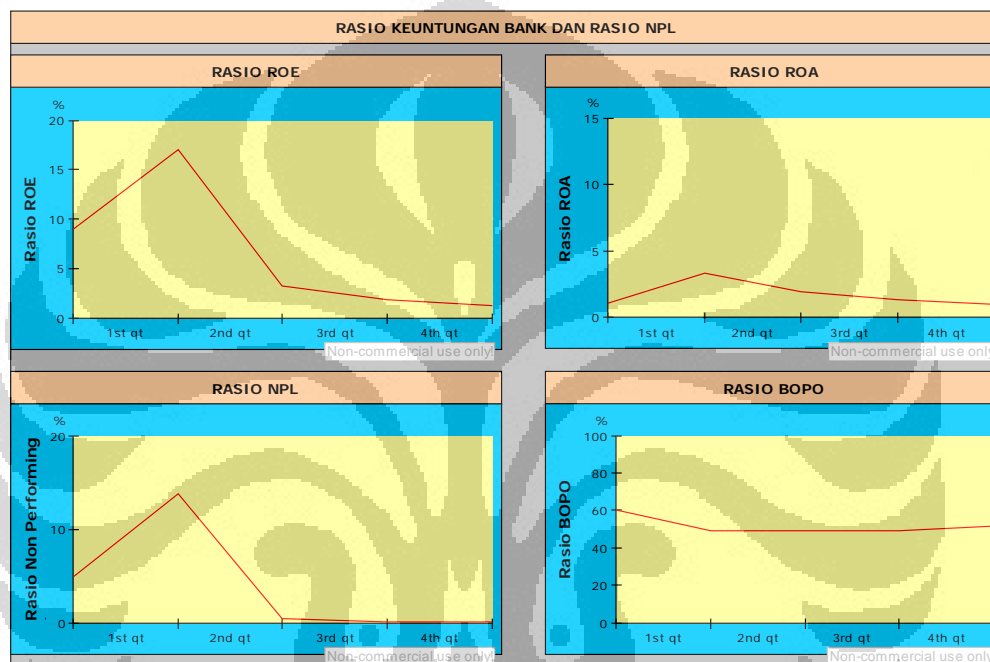 RASIO KEUNTUNGAN BANK DAN RASIO NPL
RASIO ROE
%
20
15
10
5
0
Rasio ROE
1st qt 2nd qt 3rd qt 4th qt
Non-commercial use only!
RASIO ROA
%
15
10
5
0
Rasio ROA
1st qt 2nd qt 3rd qt 4th qt
Non-commercial use only!
RASIO NPL
%
20
10
0
Rasio Non Performing
1st qt 2nd qt 3rd qt 4th qt
Non-commercial use only!
RASIO BOPO
%
100
80
60
40
20
0
Rasio BOPO
1st qt 2nd qt 3rd qt 4th qt
Non-commercial use only!